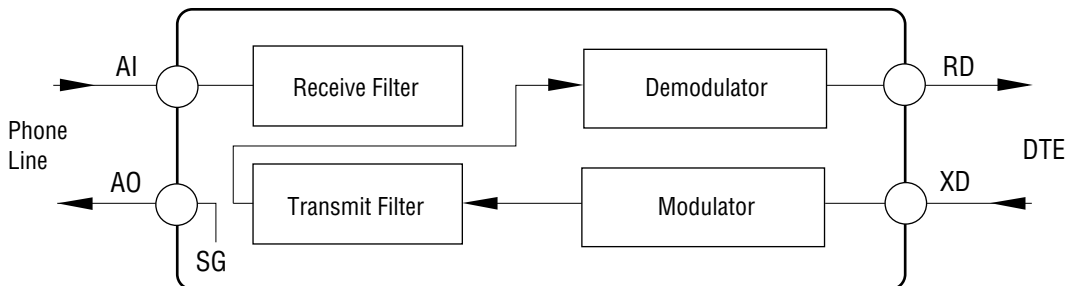 AI
Receive Filter
Demodulator
RD
Phone
Line
DTE
AO
Transmit Filter
Modulator
XD
SG